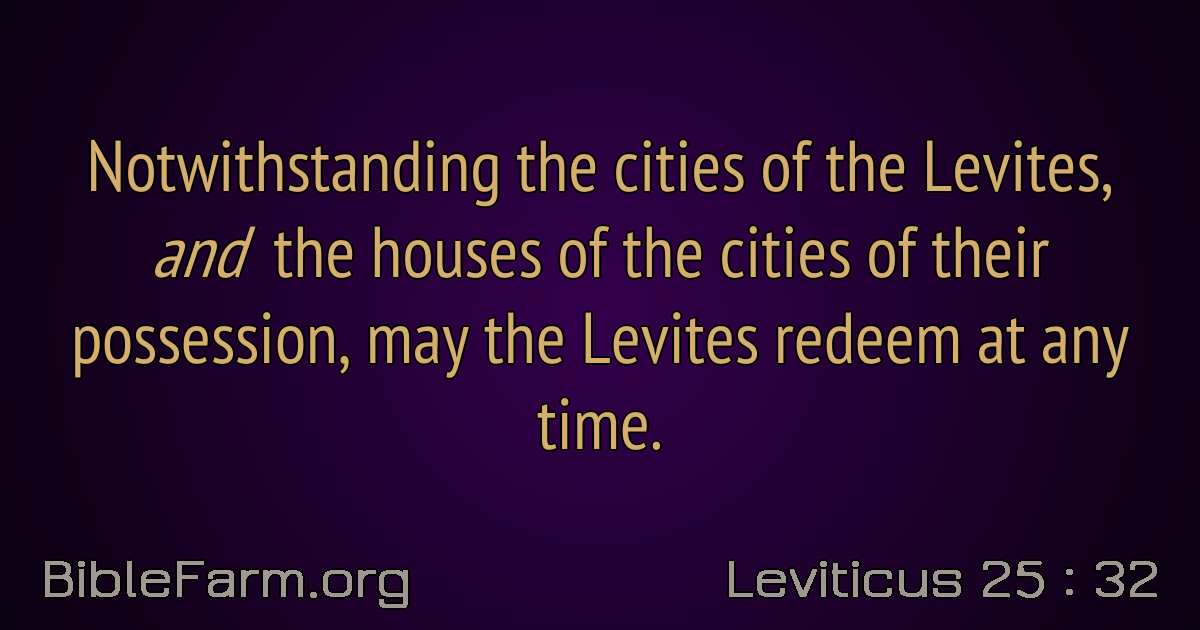 Notwithstanding the cities of the Levites,
and the houses of the cities of their
possession, may the Levites redeem at any
time.
BibleFarm.org
Leviticus 25 : 32